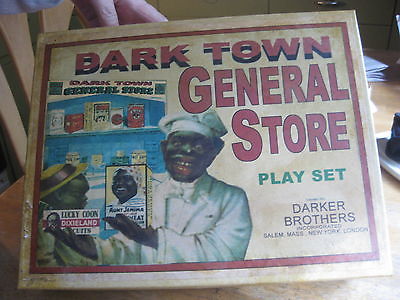 DARK TOWN
GENERAL
STORE
DARK TOWN
GENERAL STORE
PLAY SET
AUNT JEMIMA
LUCKY COON
DIXIELAND
DARKER
BROTHERS
INCORPORATED
SALEM, MASS., NEW YORK, LONDON